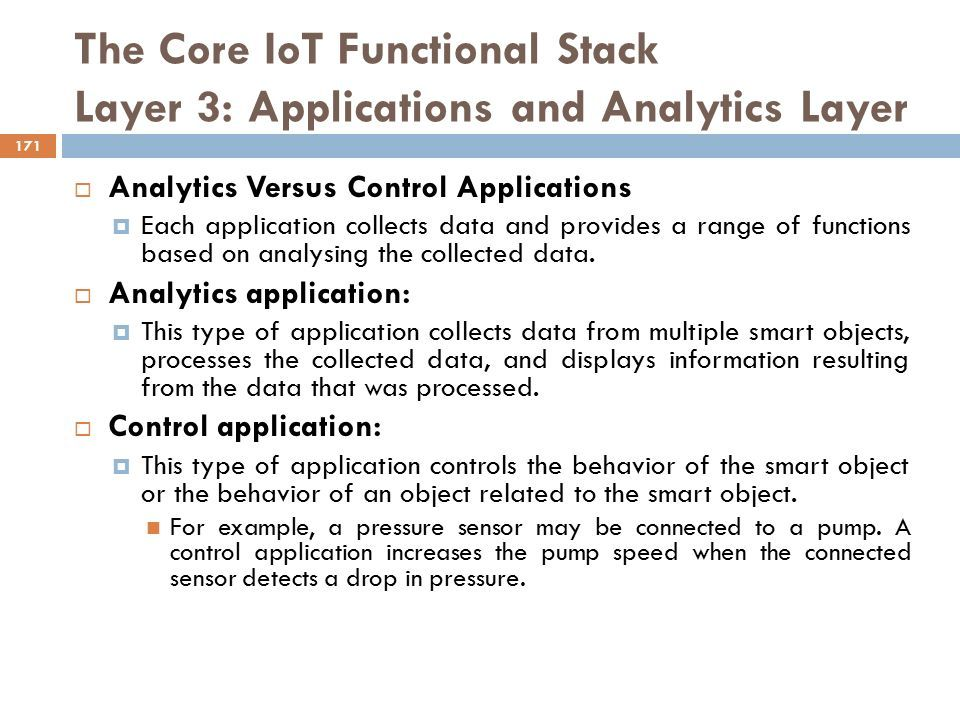 The Core IoT Functional Stack
Layer 3: Applications and Analytics Layer
171
Analytics Versus Control Applications
Each application collects data and provides a range of functions
based on analysing the collected data.
Analytics application:
This type of application collects data from multiple smart objects,
processes the collected data, and displays information resulting
from the data that was processed.
Control application:
This type of application controls the behavior of the smart object
or the behavior of an object related to the smart object.
For example, a pressure sensor may be connected to a pump. A
control application increases the pump speed when the connected
sensor detects a drop in pressure.